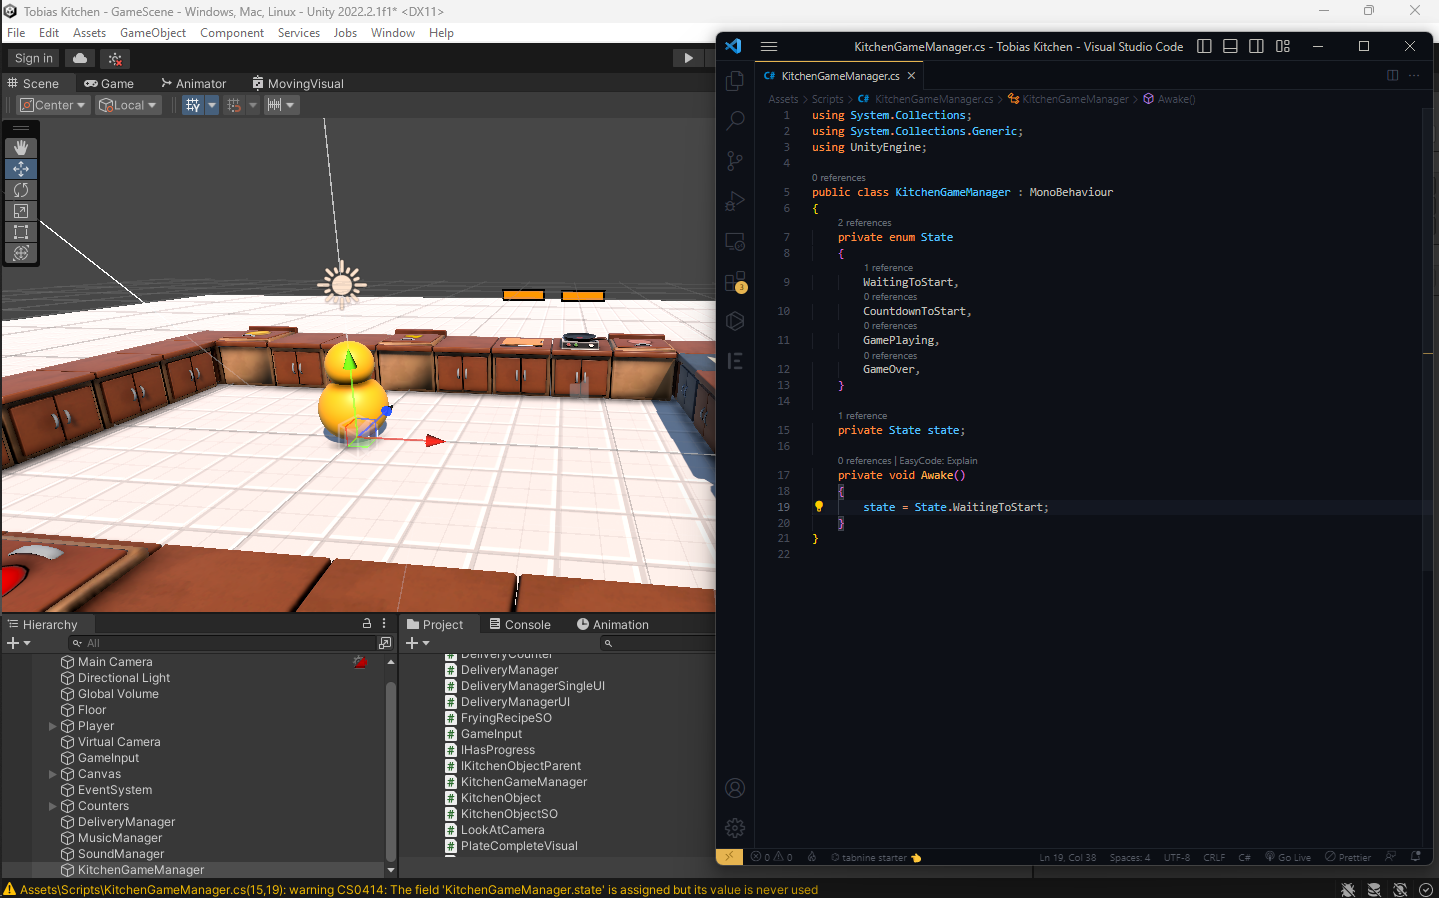 Tobias Kitchen - GameScene - Windows, Mac, Linux - Unity 2022.2.1f1* <DX11>
File Edit Assets GameObject Component Services Jobs Window Help
Sign in
Scene Game Animator MovingVisual
Center Local
Hierarchy
All
Main Camera
Directional Light
Global Volume
Floor
Player
Virtual Camera
GameInput
Canvas
EventSystem
Counters
DeliveryManager
MusicManager
SoundManager
KitchenGameManager
Project Console Animation
DeliveryCounter
DeliveryManager
DeliveryManagerSingleUI
DeliveryManagerUI
FryingRecipeSO
GameInput
IHasProgress
IKitchenObjectParent
KitchenGameManager
KitchenObject
KitchenObjectSO
LookAtCamera
PlateCompleteVisual
KitchenGameManager.cs - Tobias Kitchen - Visual Studio Code
C# KitchenGameManager.cs
Assets > Scripts > C# KitchenGameManager.cs > KitchenGameManager > Awake()
1 using System.Collections;
2 using System.Collections.Generic;
3 using UnityEngine;
4
0 references
5 public class KitchenGameManager : MonoBehaviour
6 {
2 references
7 private enum State
8 {
1 reference
9 WaitingToStart,
0 references
10 CountdownToStart,
0 references
11 GamePlaying,
0 references
12 GameOver,
13 }
14
1 reference
15 private State state;
16
0 references | EasyCode: Explain
17 private void Awake()
18 {
19 state = State.WaitingToStart;
20 }
21 }
22
3
0 0 tabnine starter Ln 19, Col 38 Spaces: 4 UTF-8 CRLF C# Go Live Prettier
Assets\Scripts\KitchenGameManager.cs(15,19): warning CS0414: The field 'KitchenGameManager.state' is assigned but its value is never used